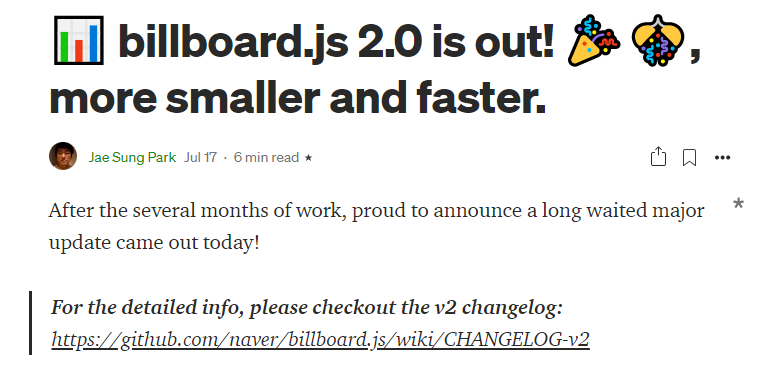 📊 billboard.js 2.0 is out! 🎉 🎊,
more smaller and faster.
Jae Sung Park Jul 17 · 6 min read ★
After the several months of work, proud to announce a long waited major *
update came out today!
For the detailed info, please checkout the v2 changelog:
https://github.com/naver/billboard.js/wiki/CHANGELOG-v2